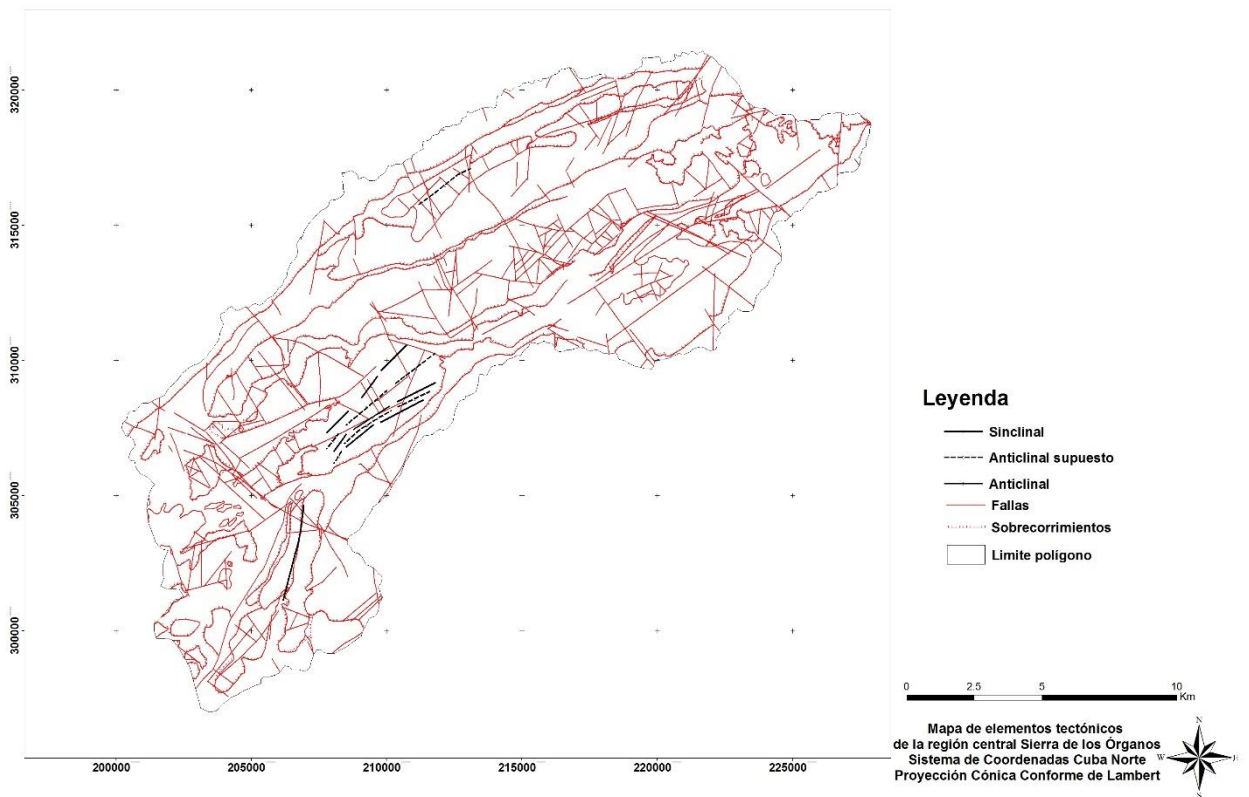 320000
315000
310000
305000
300000
200000 205000 210000 215000 220000 225000
Leyenda
Sinclinal
Anticlinal supuesto
Anticlinal
Fallas
Sobrecorrimientos
Limite polígono
0 2.5 5 10
Km
Mapa de elementos tectónicos
de la región central Sierra de los Órganos
Sistema de Coordenadas Cuba Norte
Proyección Cónica Conforme de Lambert
N
W
S